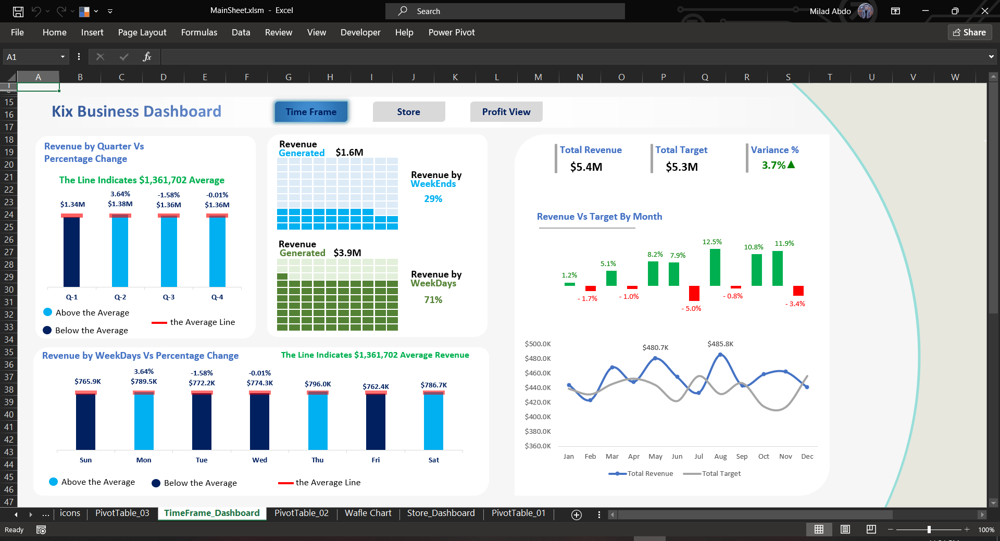 MainSheet.xlsm - Excel
Search
Milad Abdo
File Home Insert Page Layout Formulas Data Review View Developer Help Power Pivot
Share
A1
fx
A B C D E F G H I J K L M N O P Q R S T U V W
1
15
16
17
18
19
20
21
22
23
24
25
26
27
28
29
30
31
32
33
34
35
36
37
38
39
40
41
42
43
44
45
46
47
Kix Business Dashboard
Time Frame
Store
Profit View
Revenue by Quarter Vs
Percentage Change
The Line Indicates $1,361,702 Average
3.64% -1.58% -0.01%
$1.34M $1.38M $1.36M $1.36M
Q-1 Q-2 Q-3 Q-4
Above the Average
the Average Line
Below the Average
Revenue
Generated $1.6M
Revenue by
WeekEnds
29%
Revenue
Generated $3.9M
Revenue by
WeekDays
71%
Total Revenue
$5.4M
Total Target
$5.3M
Variance %
3.7%
Revenue Vs Target By Month
1.2% - 1.7% 5.1% - 1.0% 8.2% 7.9% - 5.0% 12.5% - 0.8% 10.8% 11.9% - 3.4%
$500.0K
$480.0K
$460.0K
$440.0K
$420.0K
$400.0K
$380.0K
$360.0K
$480.7K
$485.8K
Jan Feb Mar Apr May Jun Jul Aug Sep Oct Nov Dec
Total Revenue
Total Target
Revenue by WeekDays Vs Percentage Change
The Line Indicates $1,361,702 Average Revenue
3.64% -1.58% -0.01%
$765.9K $789.5K $772.2K $774.3K $796.0K $762.4K $786.7K
Sun Mon Tue Wed Thu Fri Sat
Above the Average
Below the Average
the Average Line
... icons PivotTable_03 TimeFrame_Dashboard PivotTable_02 Wafle Chart Store_Dashboard PivotTable_01
Ready
100%